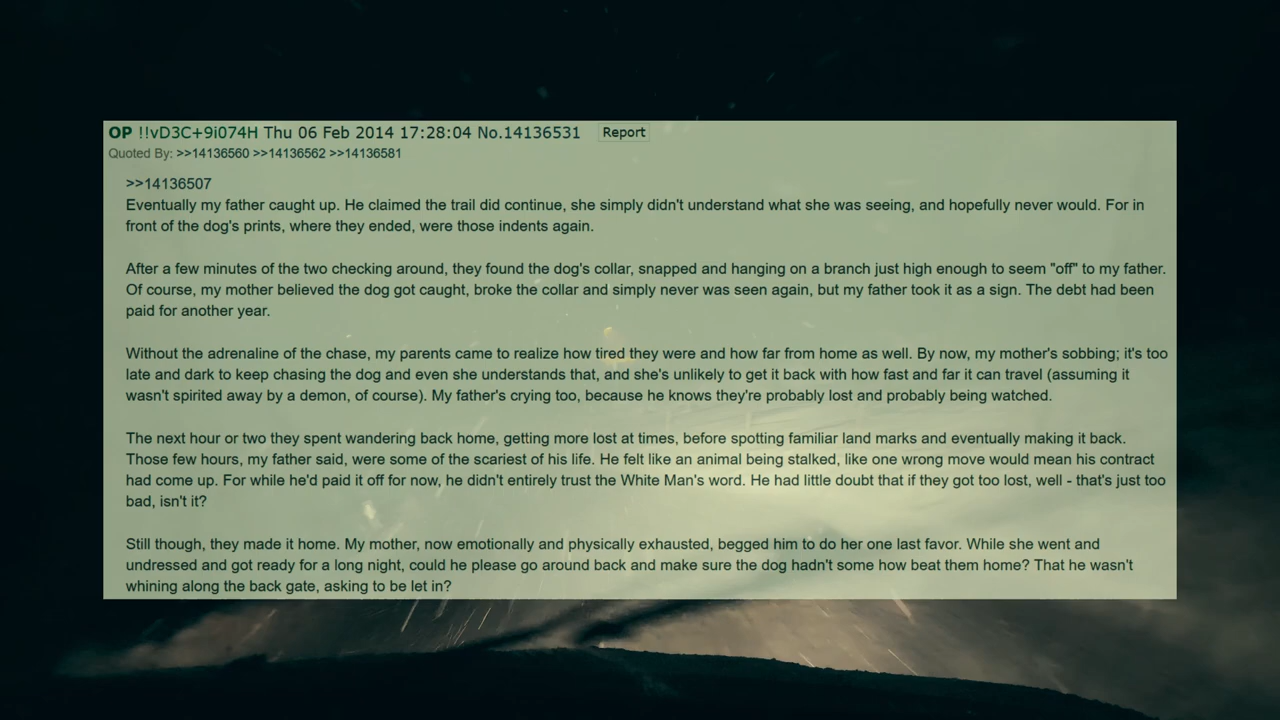 OP !!vD3C+9i074H Thu 06 Feb 2014 17:28:04 No.14136531 Report
Quoted By: >>14136560 >>14136562 >>14136581
>>14136507
Eventually my father caught up. He claimed the trail did continue, she simply didn't understand what she was seeing, and hopefully never would. For in
front of the dog's prints, where they ended, were those indents again.
After a few minutes of the two checking around, they found the dog's collar, snapped and hanging on a branch just high enough to seem "off" to my father.
Of course, my mother believed the dog got caught, broke the collar and simply never was seen again, but my father took it as a sign. The debt had been
paid for another year.
Without the adrenaline of the chase, my parents came to realize how tired they were and how far from home as well. By now, my mother's sobbing; it's too
late and dark to keep chasing the dog and even she understands that, and she's unlikely to get it back with how fast and far it can travel (assuming it
wasn't spirited away by a demon, of course). My father's crying too, because he knows they're probably lost and probably being watched.
The next hour or two they spent wandering back home, getting more lost at times, before spotting familiar land marks and eventually making it back.
Those few hours, my father said, were some of the scariest of his life. He felt like an animal being stalked, like one wrong move would mean his contract
had come up. For while he'd paid it off for now, he didn't entirely trust the White Man's word. He had little doubt that if they got too lost, well - that's just too
bad, isn't it?
Still though, they made it home. My mother, now emotionally and physically exhausted, begged him to do her one last favor. While she went and
undressed and got ready for a long night, could he please go around back and make sure the dog hadn't some how beat them home? That he wasn't
whining along the back gate, asking to be let in?